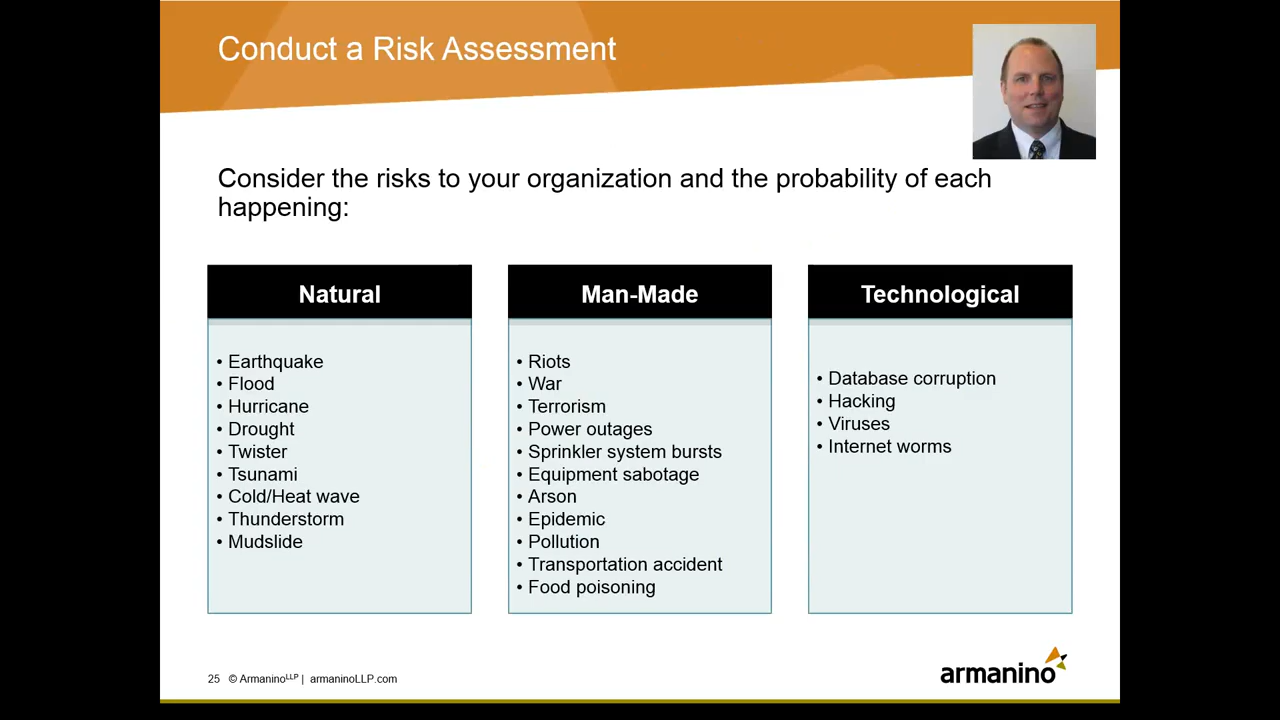 Conduct a Risk Assessment
Consider the risks to your organization and the probability of each
happening:
Natural
• Earthquake
• Flood
• Hurricane
• Drought
• Twister
• Tsunami
• Cold/Heat wave
• Thunderstorm
• Mudslide
Man-Made
• Riots
• War
• Terrorism
• Power outages
• Sprinkler system bursts
• Equipment sabotage
• Arson
• Epidemic
• Pollution
• Transportation accident
• Food poisoning
Technological
• Database corruption
• Hacking
• Viruses
• Internet worms
25 © ArmaninoLLP | armaninoLLP.com
armanino